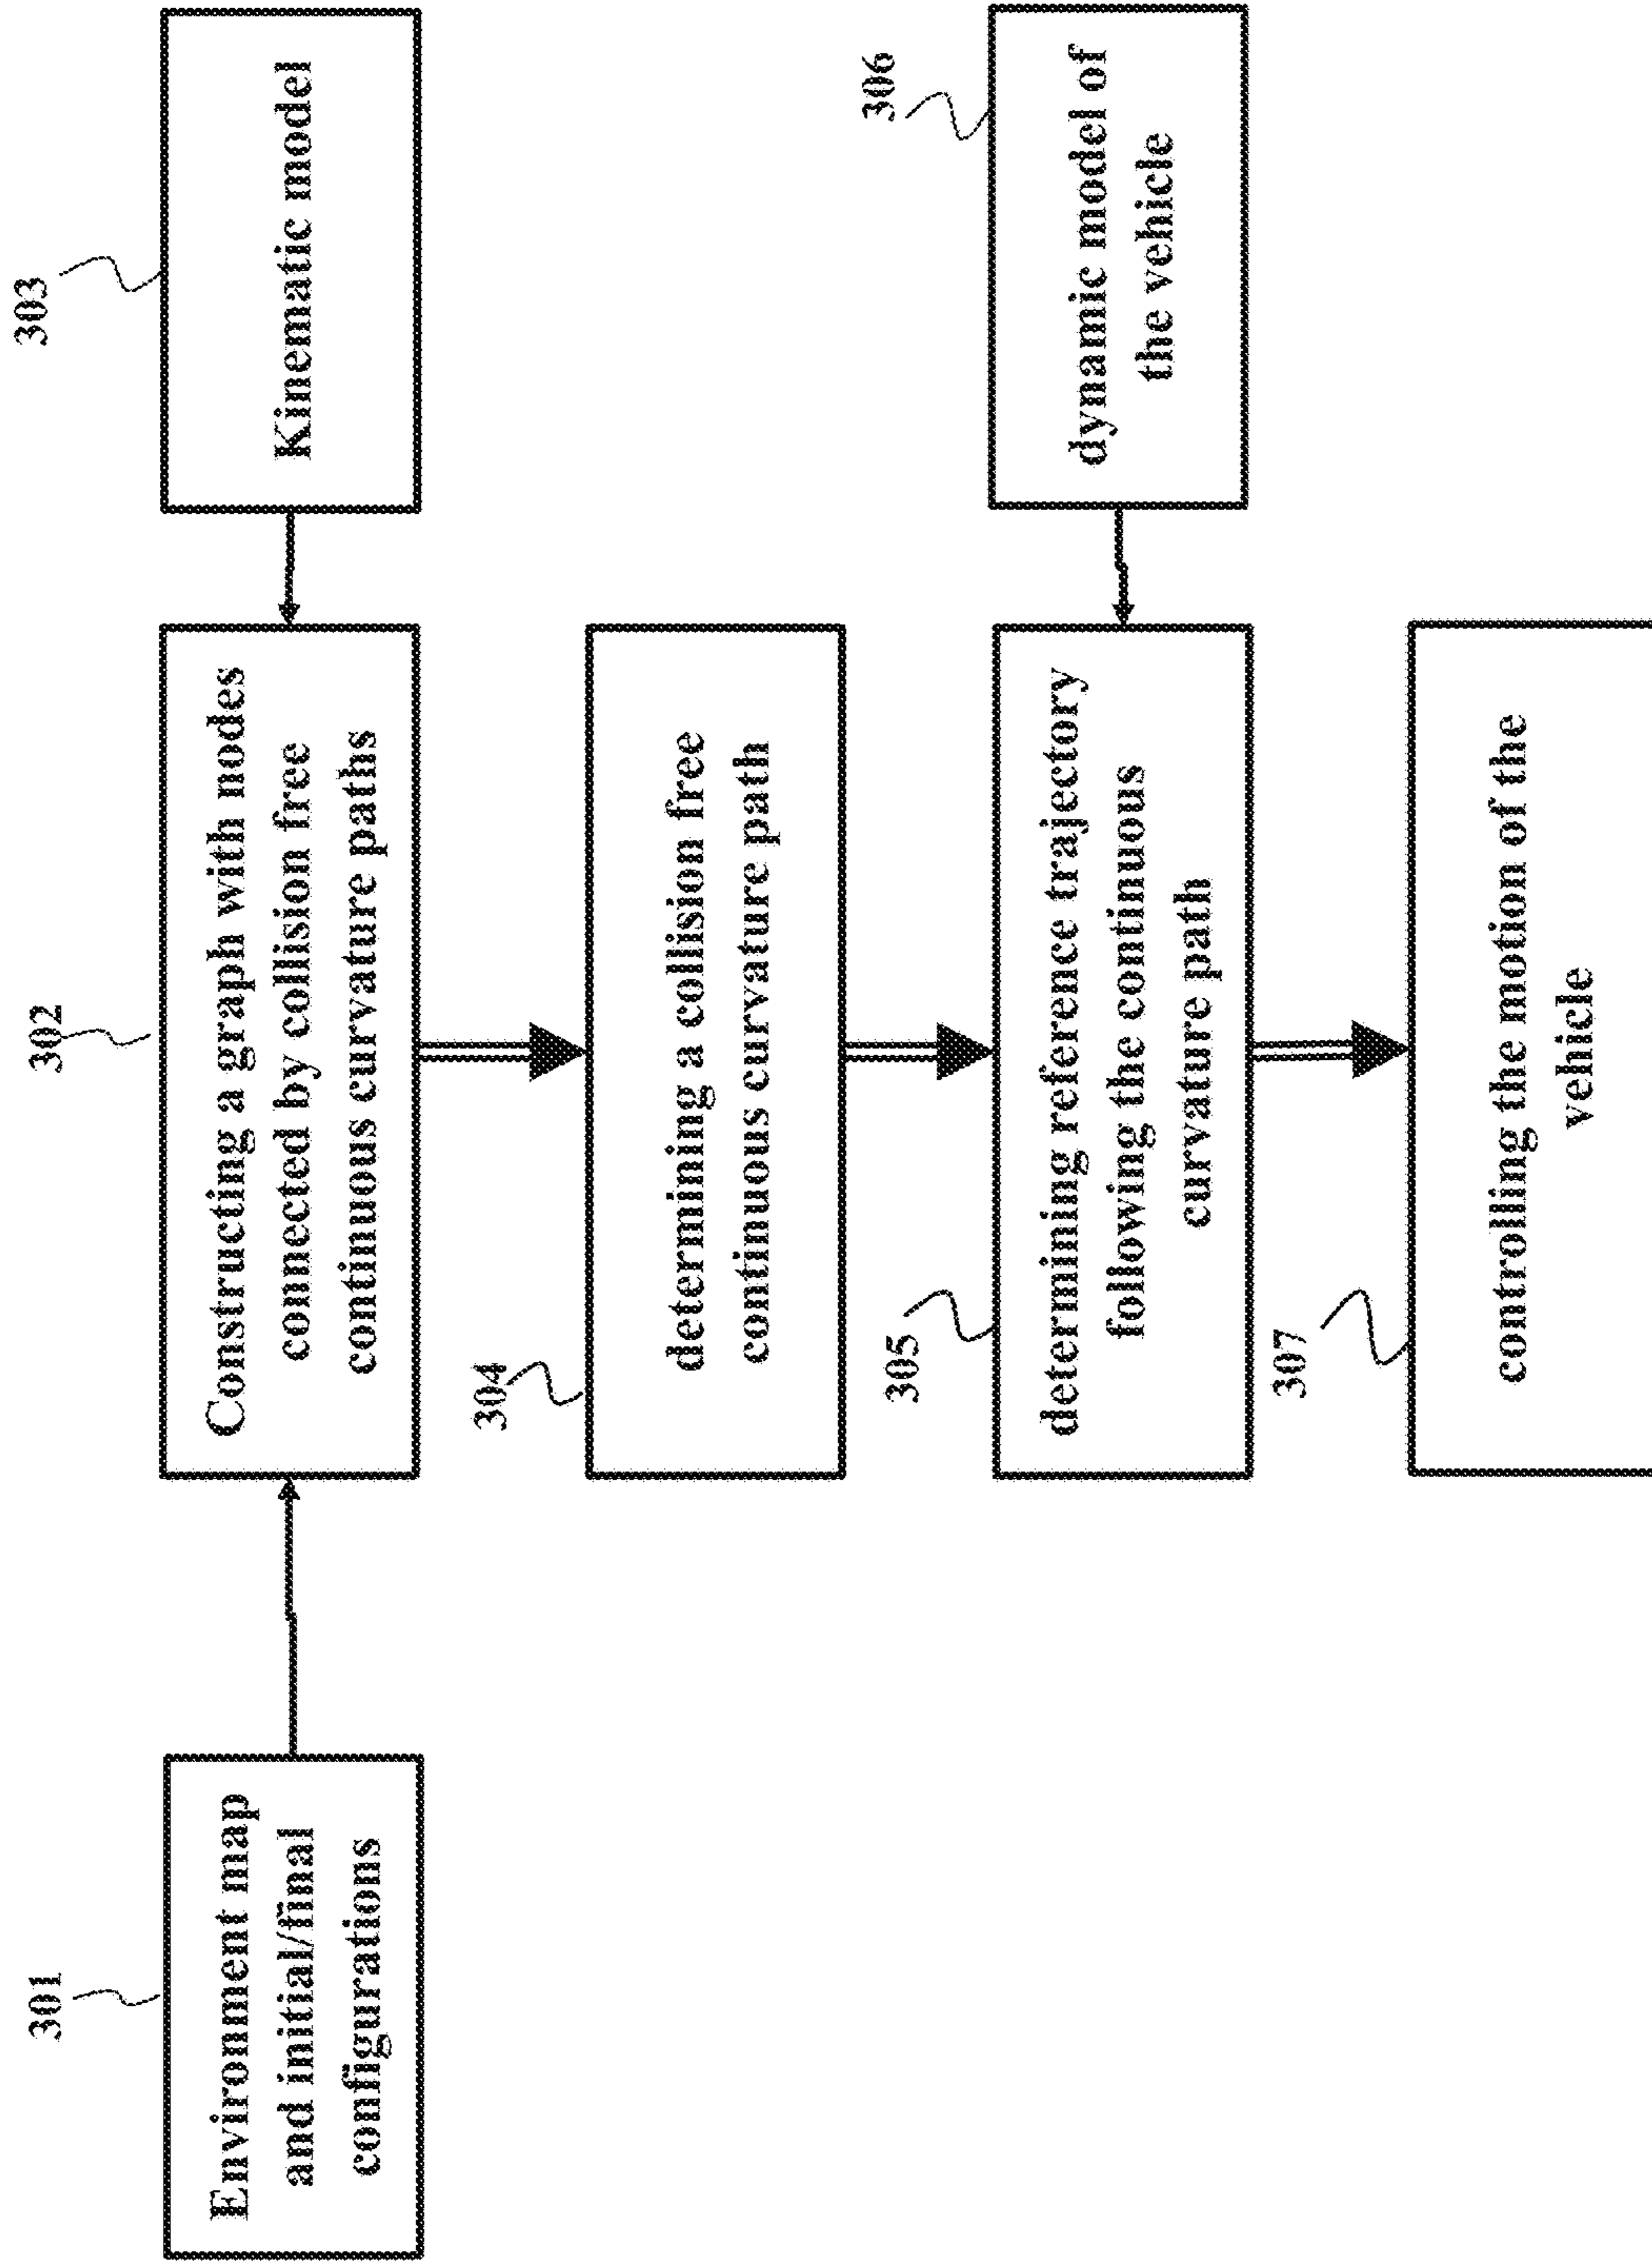 301
Environment map
and initial/final
configurations
302
Constructing a graph with nodes
connected by collision free
continuous curvature paths
303
Kinematic model
304
determining a collision free
continuous curvature path
305
determining reference trajectory
following the continuous
curvature path
306
dynamic model of
the vehicle
307
controlling the motion of the
vehicle